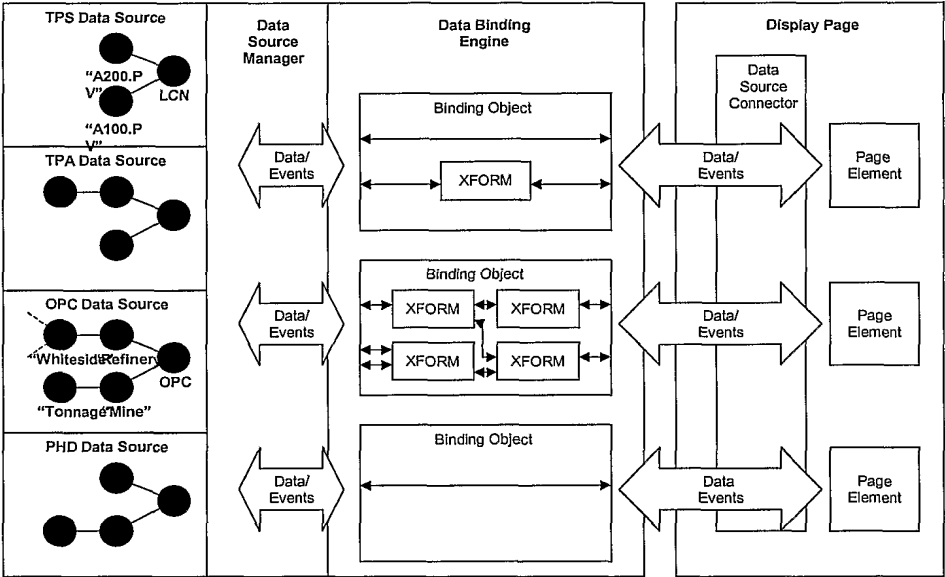 TPS Data Source
"A200.P
V"
LCN
"A100.P
V"
TPA Data Source
OPC Data Source
"Whiteside"
"Refinery
OPC
"Tonnage"
"Mine"
PHD Data Source
Data
Source
Manager
Data/
Events
Data/
Events
Data/
Events
Data Binding
Engine
Binding Object
XFORM
Binding Object
XFORM
XFORM
XFORM
XFORM
Binding Object
Display Page
Data
Source
Connector
Data/
Events
Data/
Events
Data
Events
Page
Element
Page
Element
Page
Element